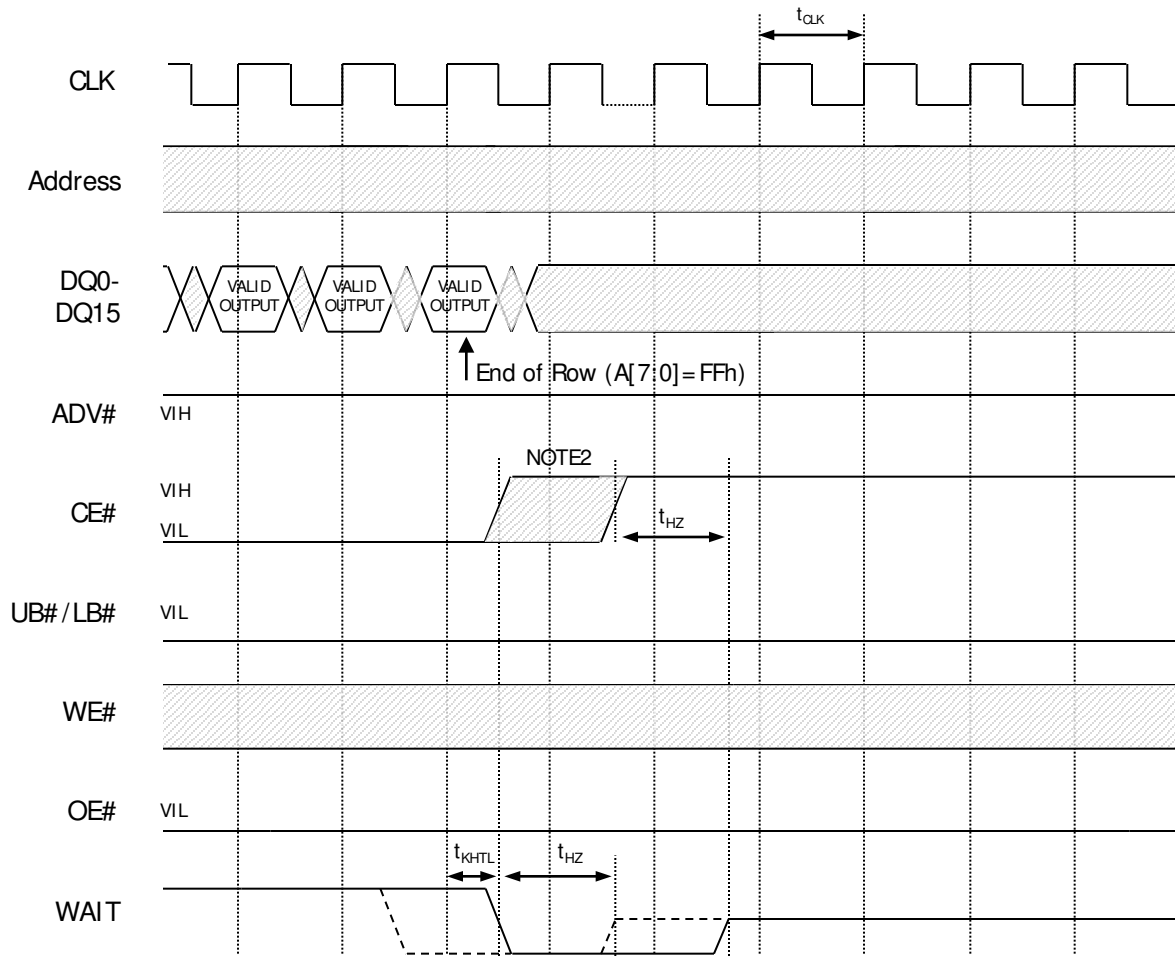 tCLK
CLK
Address
DQ0-
DQ15
VALID
OUTPUT
VALID
OUTPUT
VALID
OUTPUT
End of Row (A[7:0]=FFh)
ADV#
VIH
NOTE2
CE#
VIH
VIL
tHZ
UB# / LB#
VIL
WE#
OE#
VIL
tKHTL
tHZ
WAIT